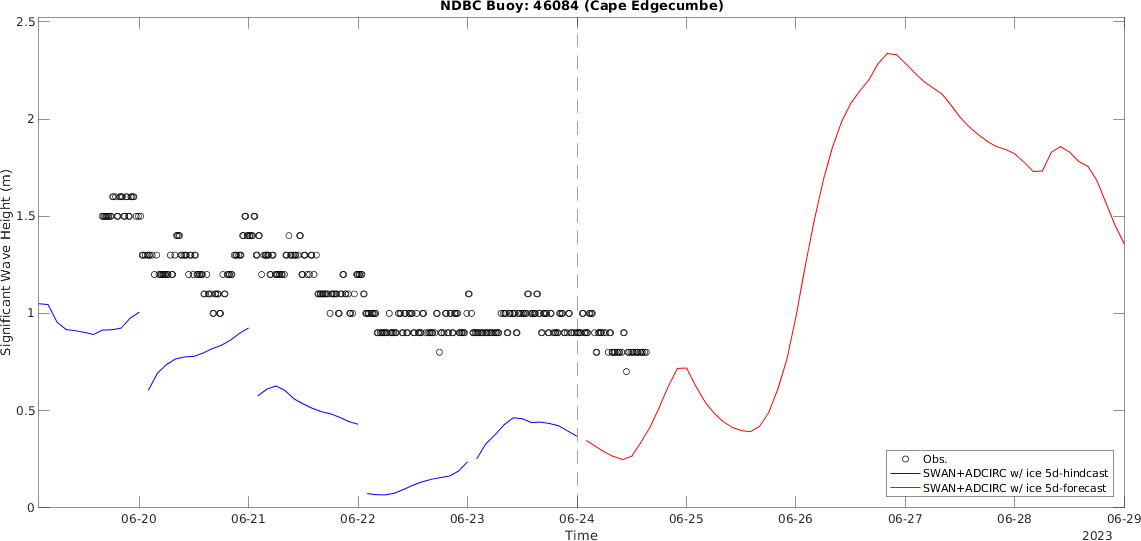 NDBC Buoy: 46084 (Cape Edgecumbe)
Significant Wave Height (m)
2.5
2
1.5
1
0.5
0
Obs.
SWAN+ADCIRC w/ ice 5d-hindcast
SWAN+ADCIRC w/ ice 5d-forecast
06-20 06-21 06-22 06-23 06-24 06-25 06-26 06-27 06-28 06-29
Time
2023